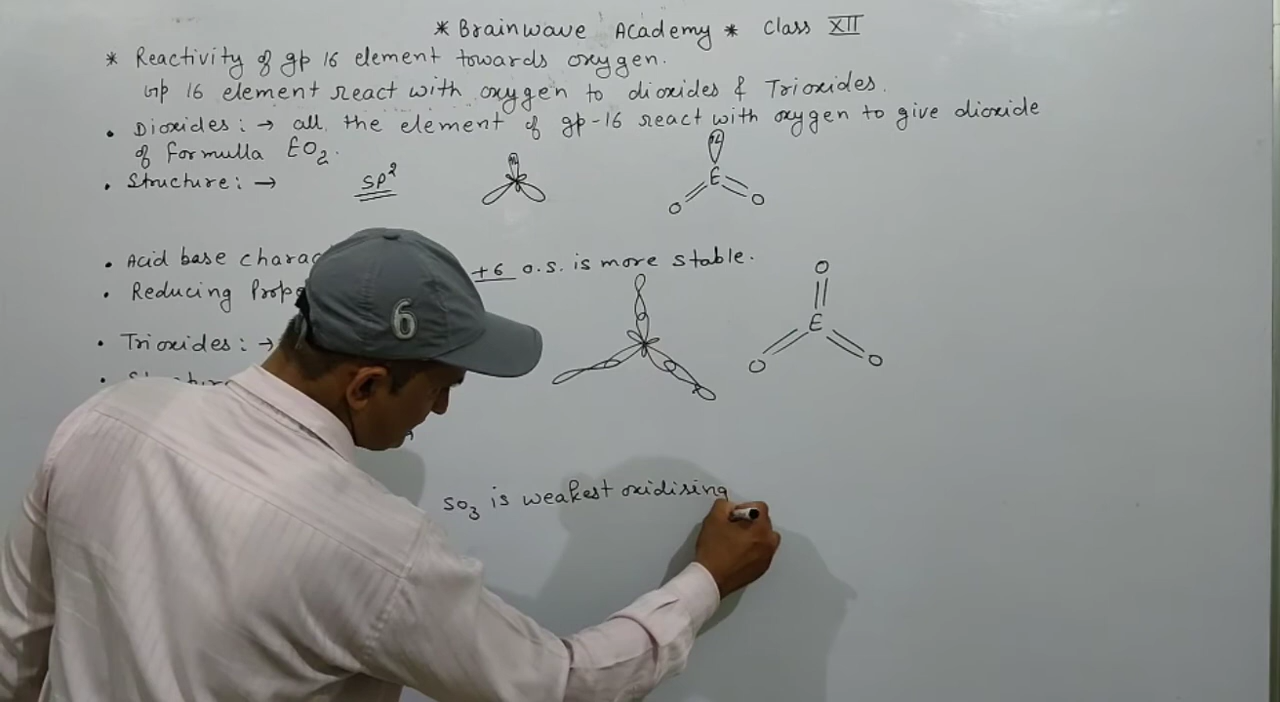 * Brainwave Academy * Class XII
* Reactivity of gp 16 element towards oxygen.
Gp 16 element react with oxygen to dioxides & Trioxides.
• Dioxides: → all the element of gp-16 react with oxygen to give dioxide
of formulla EO2.
• Structure: → SP2
E
O O
• Acid base charac
+6 o.s. is more stable.
• Reducing Prope
O
E
O O
• Trioxides: →
6
SO3 is weakest oxidising